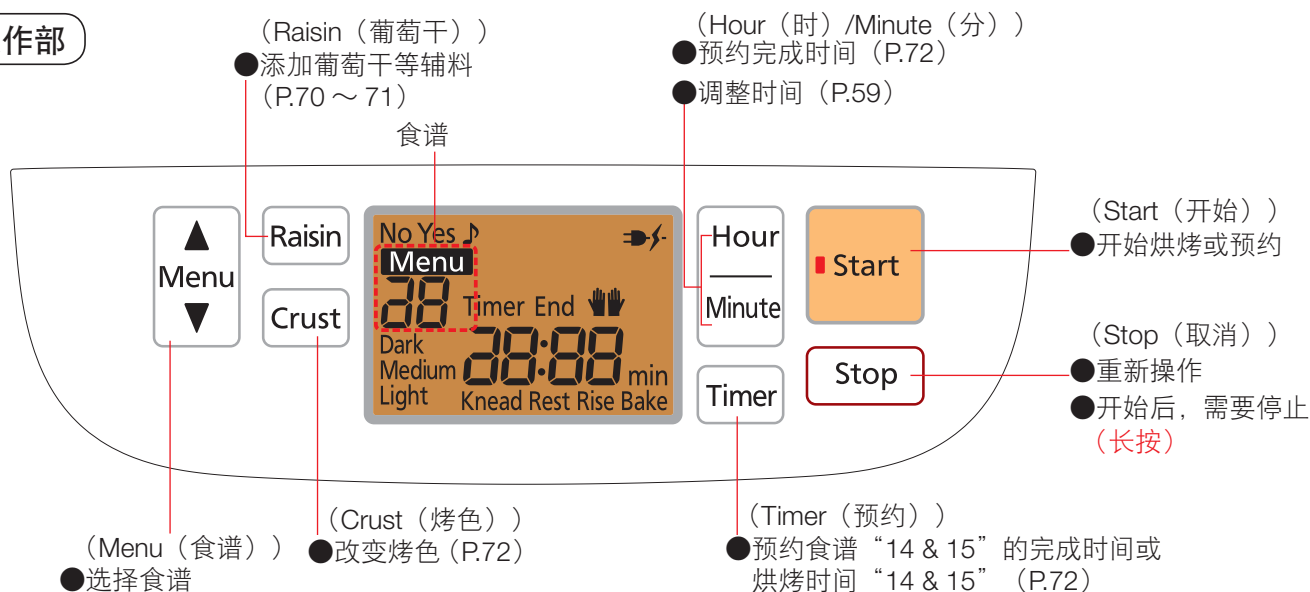 作部
（Raisin（葡萄干））
●添加葡萄干等辅料
（P.70 ～ 71）
（Hour（时）/Minute（分））
●预约完成时间（P.72）
●调整时间（P.59）
食谱
▲
Menu
▼
Raisin
Crust
No Yes ♪
Menu
38
Timer End
Dark
Medium
Light
38:88 min
Knead Rest Rise Bake
Hour
Minute
Timer
Start
Stop
（Start（开始））
●开始烘烤或预约
（Stop（取消））
●重新操作
●开始后，需要停止
（长按）
（Menu（食谱））
●选择食谱
（Crust（烤色））
●改变烤色（P.72）
（Timer（预约））
●预约食谱“14 & 15”的完成时间或
烘烤时间“14 & 15”（P.72）